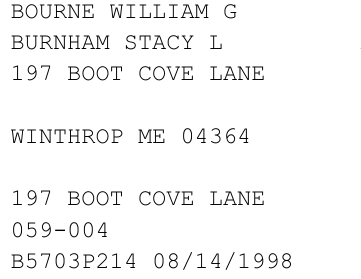 BOURNE WILLIAM G
BURNHAM STACY L
197 BOOT COVE LANE
WINTHROP ME 04364
197 BOOT COVE LANE
059-004
B5703P214 08/14/1998